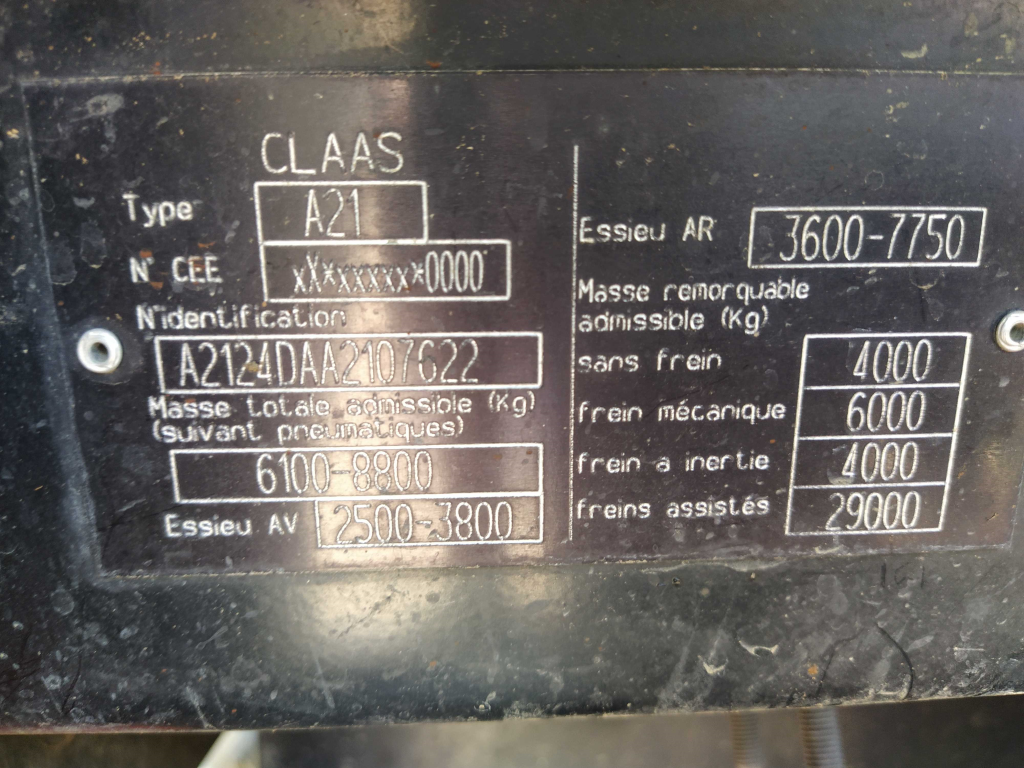 CLAAS
Type A21
N° CEE xXxxxxxxx*0000
N°identification
A2124DAA2107622
Masse totale admissible (Kg)
(suivant pneumatiques)
6100-8800
Essieu AV 2500-3800
Essieu AR 3600-7750
Masse remorquable
admissible (Kg)
sans frein 4000
frein mécanique 6000
frein a inertie 4000
freins assistés 29000